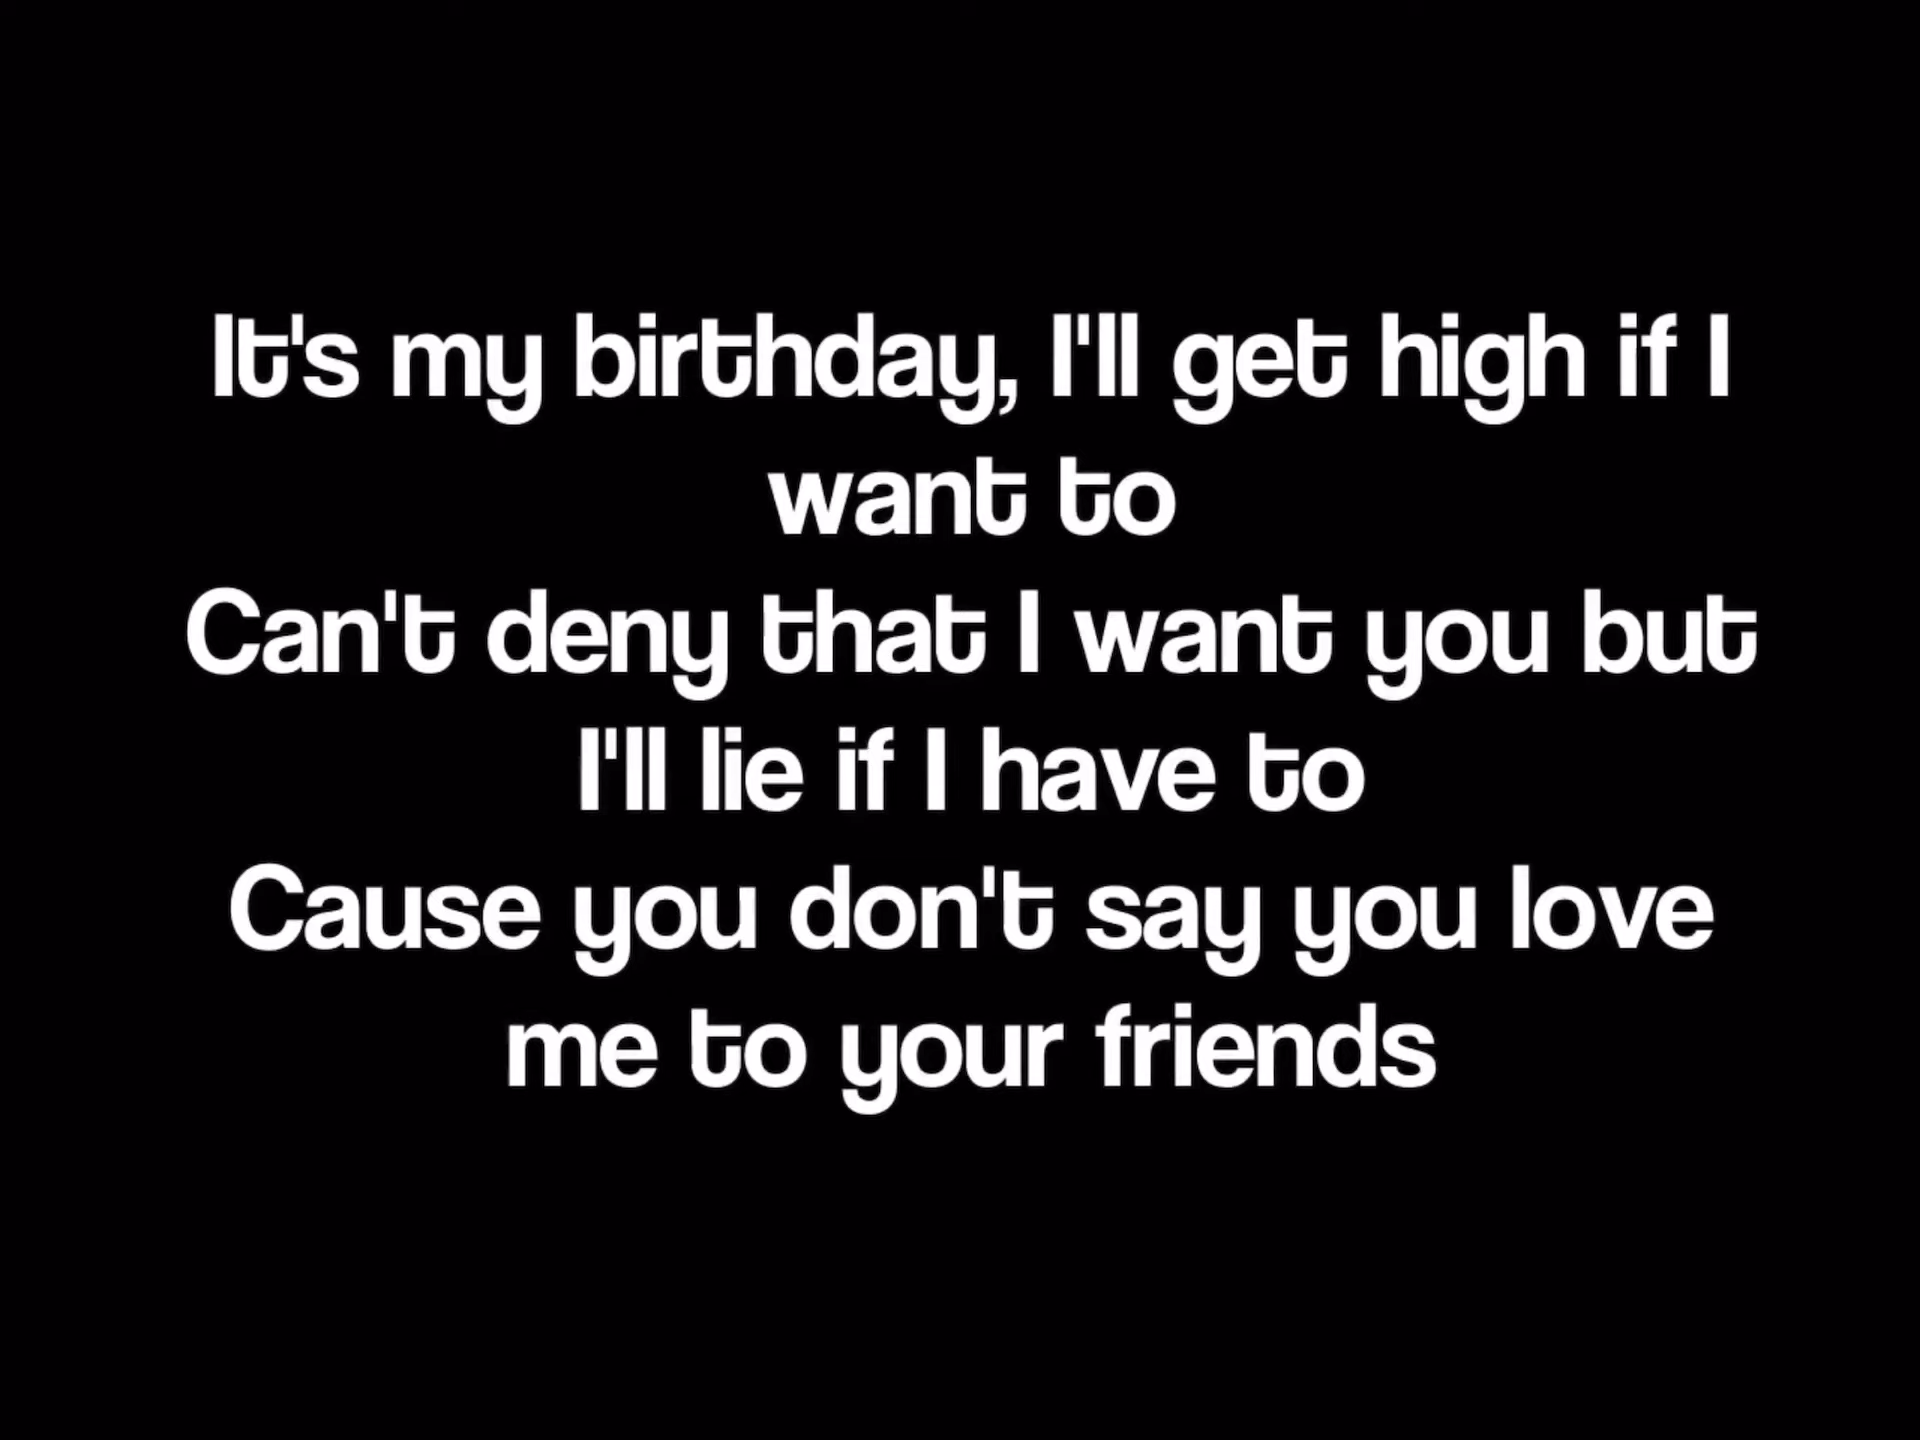 It's my birthday, I'll get high if I
want to
Can't deny that I want you but
I'll lie if I have to
Cause you don't say you love
me to your friends